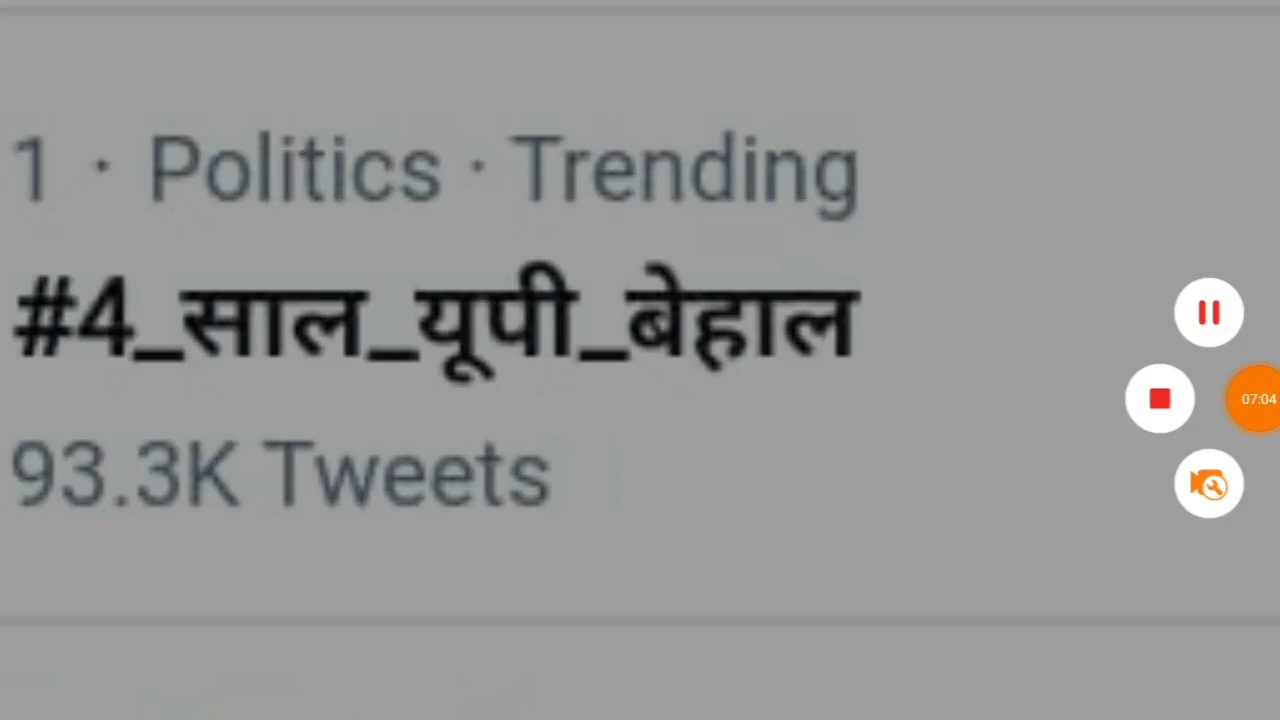 1 · Politics · Trending
#4_साल_यूपी_बेहाल
93.3K Tweets
07:04